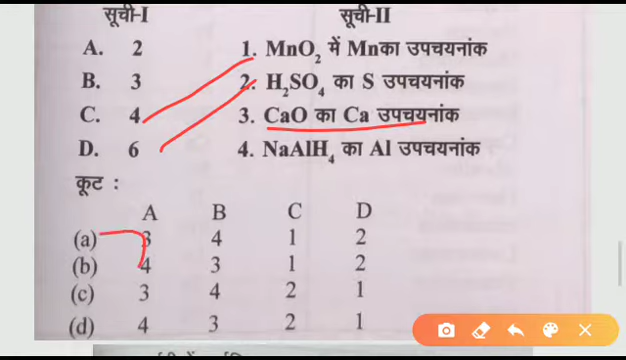 सूची-I सूची-II
A. 2 1. MnO₂ में Mnका उपचयनांक
B. 3 2. H₂SO₄ का S उपचयनांक
C. 4 3. CaO का Ca उपचयनांक
D. 6 4. NaAlH₄ का Al उपचयनांक
कूट :
A B C D
(a) 3 4 1 2
(b) 4 3 1 2
(c) 3 4 2 1
(d) 4 3 2 1